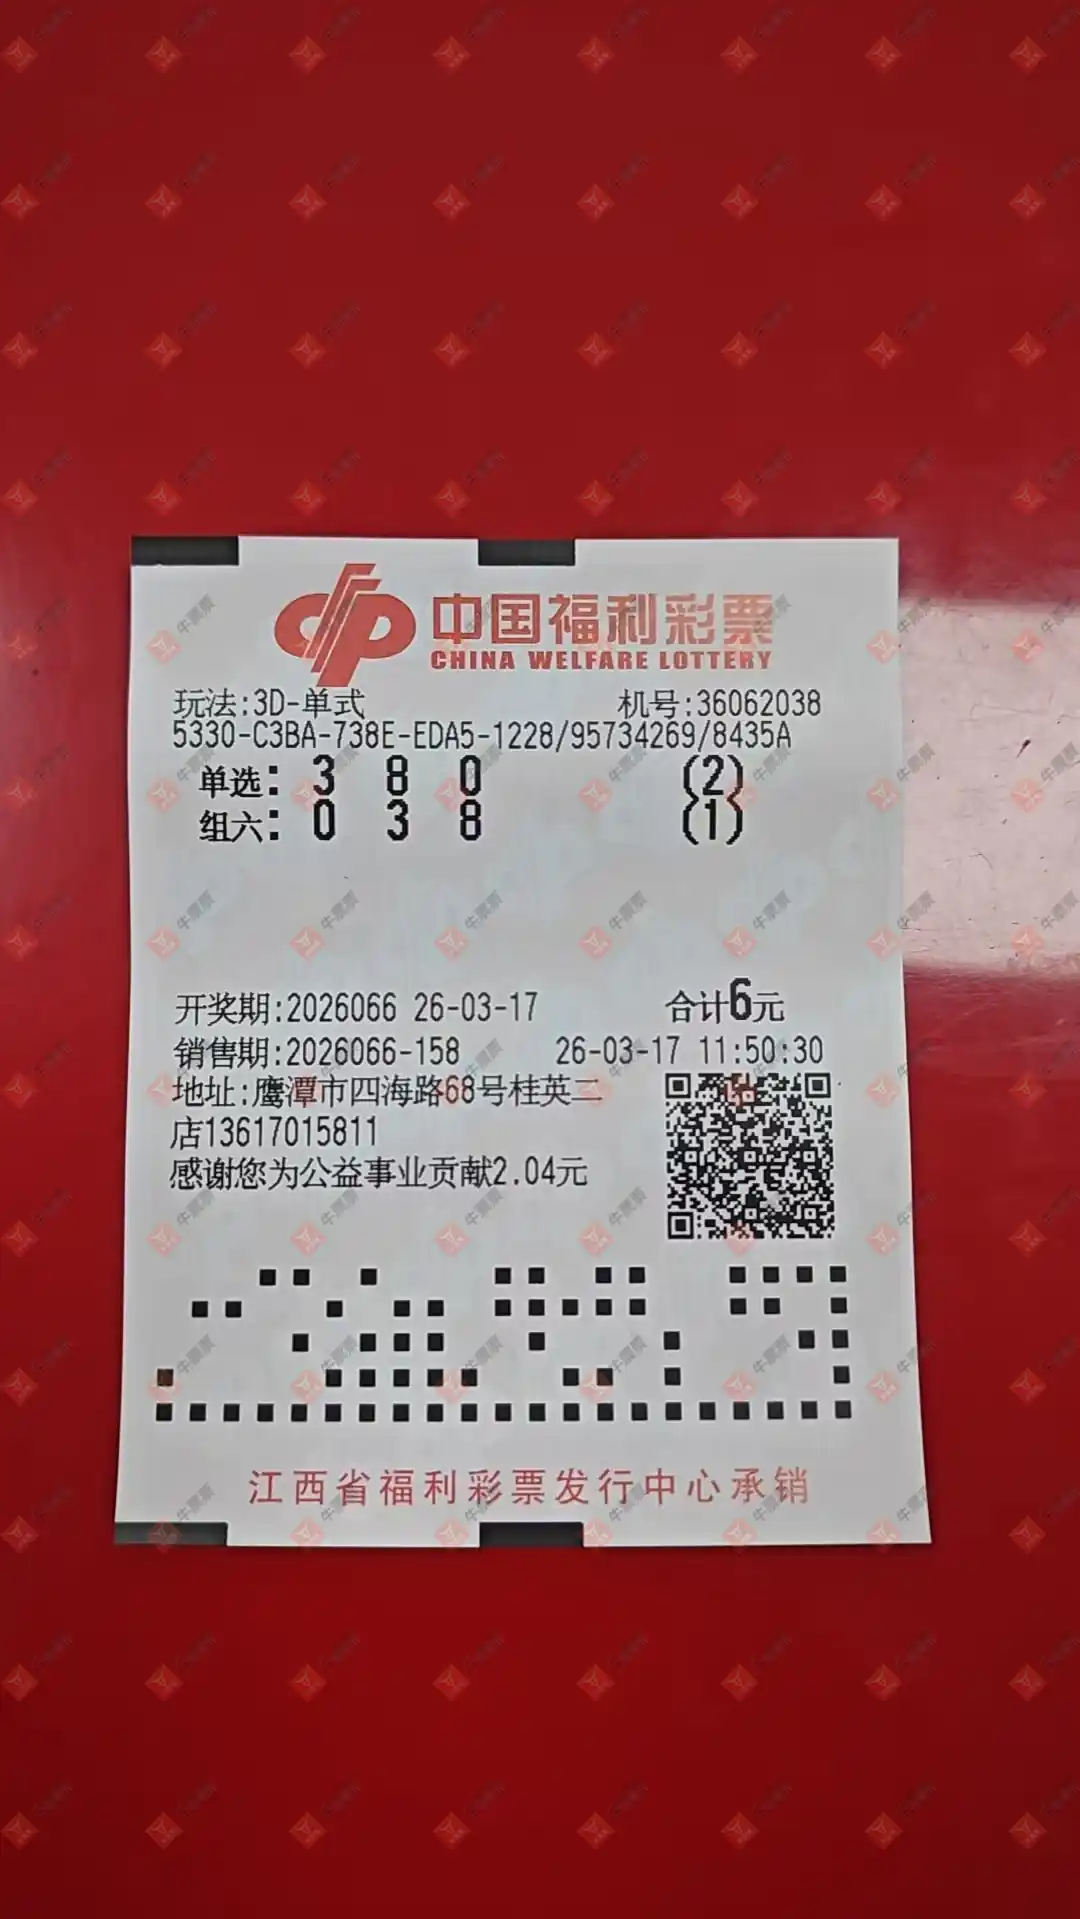 中国福利彩票
CHINA WELFARE LOTTERY
玩法:3D-单式 机号:36062038
5330-C3BA-738E-EDA5-1228/95734269/8435A
单选: 3 8 0 (2)
组六: 0 3 8 (1)
开奖期:2026066 26-03-17 合计6元
销售期:2026066-158 26-03-17 11:50:30
地址:鹰潭市四海路68号桂英二
店13617015811
感谢您为公益事业贡献2.04元
江西省福利彩票发行中心承销
牛票票